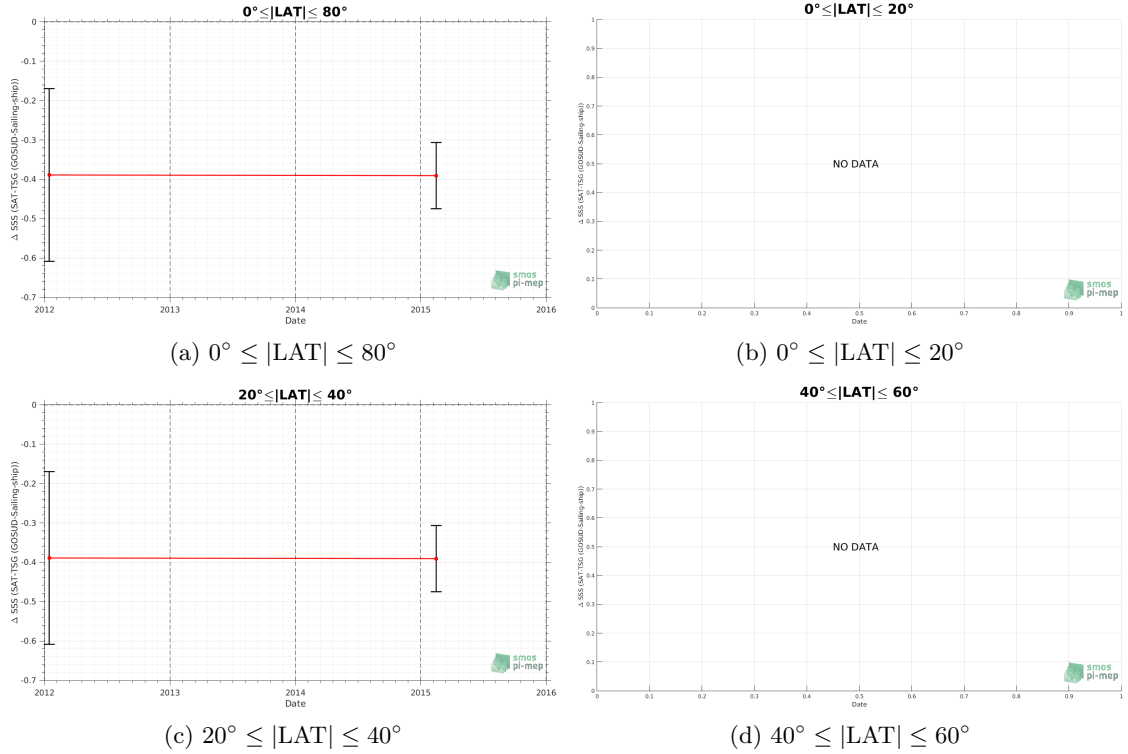 0°≤|LAT|≤ 80°
Δ SSS (SAT-TSG (GOSUD-Sailing-ship))
0
-0.1
-0.2
-0.3
-0.4
-0.5
-0.6
-0.7
2012 2013 2014 2015 2016
Date
smos
pi-mep
(a) 0° ≤ |LAT| ≤ 80°
0°≤|LAT|≤ 20°
Δ SSS (SAT-TSG (GOSUD-Sailing-ship))
1
0.9
0.8
0.7
0.6
0.5
0.4
0.3
0.2
0.1
0
NO DATA
0 0.1 0.2 0.3 0.4 0.5 0.6 0.7 0.8 0.9 1
Date
smos
pi-mep
(b) 0° ≤ |LAT| ≤ 20°
20°≤|LAT|≤ 40°
Δ SSS (SAT-TSG (GOSUD-Sailing-ship))
0
-0.1
-0.2
-0.3
-0.4
-0.5
-0.6
-0.7
2012 2013 2014 2015 2016
Date
smos
pi-mep
(c) 20° ≤ |LAT| ≤ 40°
40°≤|LAT|≤ 60°
Δ SSS (SAT-TSG (GOSUD-Sailing-ship))
1
0.9
0.8
0.7
0.6
0.5
0.4
0.3
0.2
0.1
0
NO DATA
0 0.1 0.2 0.3 0.4 0.5 0.6 0.7 0.8 0.9 1
Date
smos
pi-mep
(d) 40° ≤ |LAT| ≤ 60°